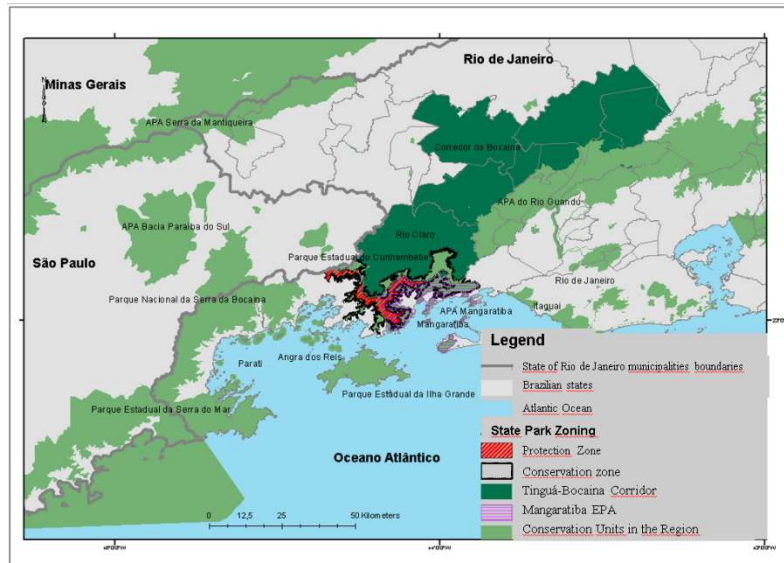 Rio de Janeiro
Minas Gerais
APA Serra da Mantiqueira
Corredor da Bocaina
APA do Rio Guandu
APA Bacia Paraiba do Sul
Rio Claro
Parque Estadual do Cunhambebe
São Paulo
Rio de Janeiro
Parque Nacional da Serra da Bocaina
Itaguaí
APA Mangaratiba
Mangaratiba
Angra dos Reis
Parati
Parque Estadual da Ilha Grande
Parque Estadual da Serra do Mar
Oceano Atlântico
0 12,5 25 50 Kilometers
Legend
State of Rio de Janeiro municipalities boundaries
Brazilian states
Atlantic Ocean
State Park Zoning
Protection Zone
Conservation zone
Tinguá-Bocaina Corridor
Mangaratiba EPA
Conservation Units in the Region